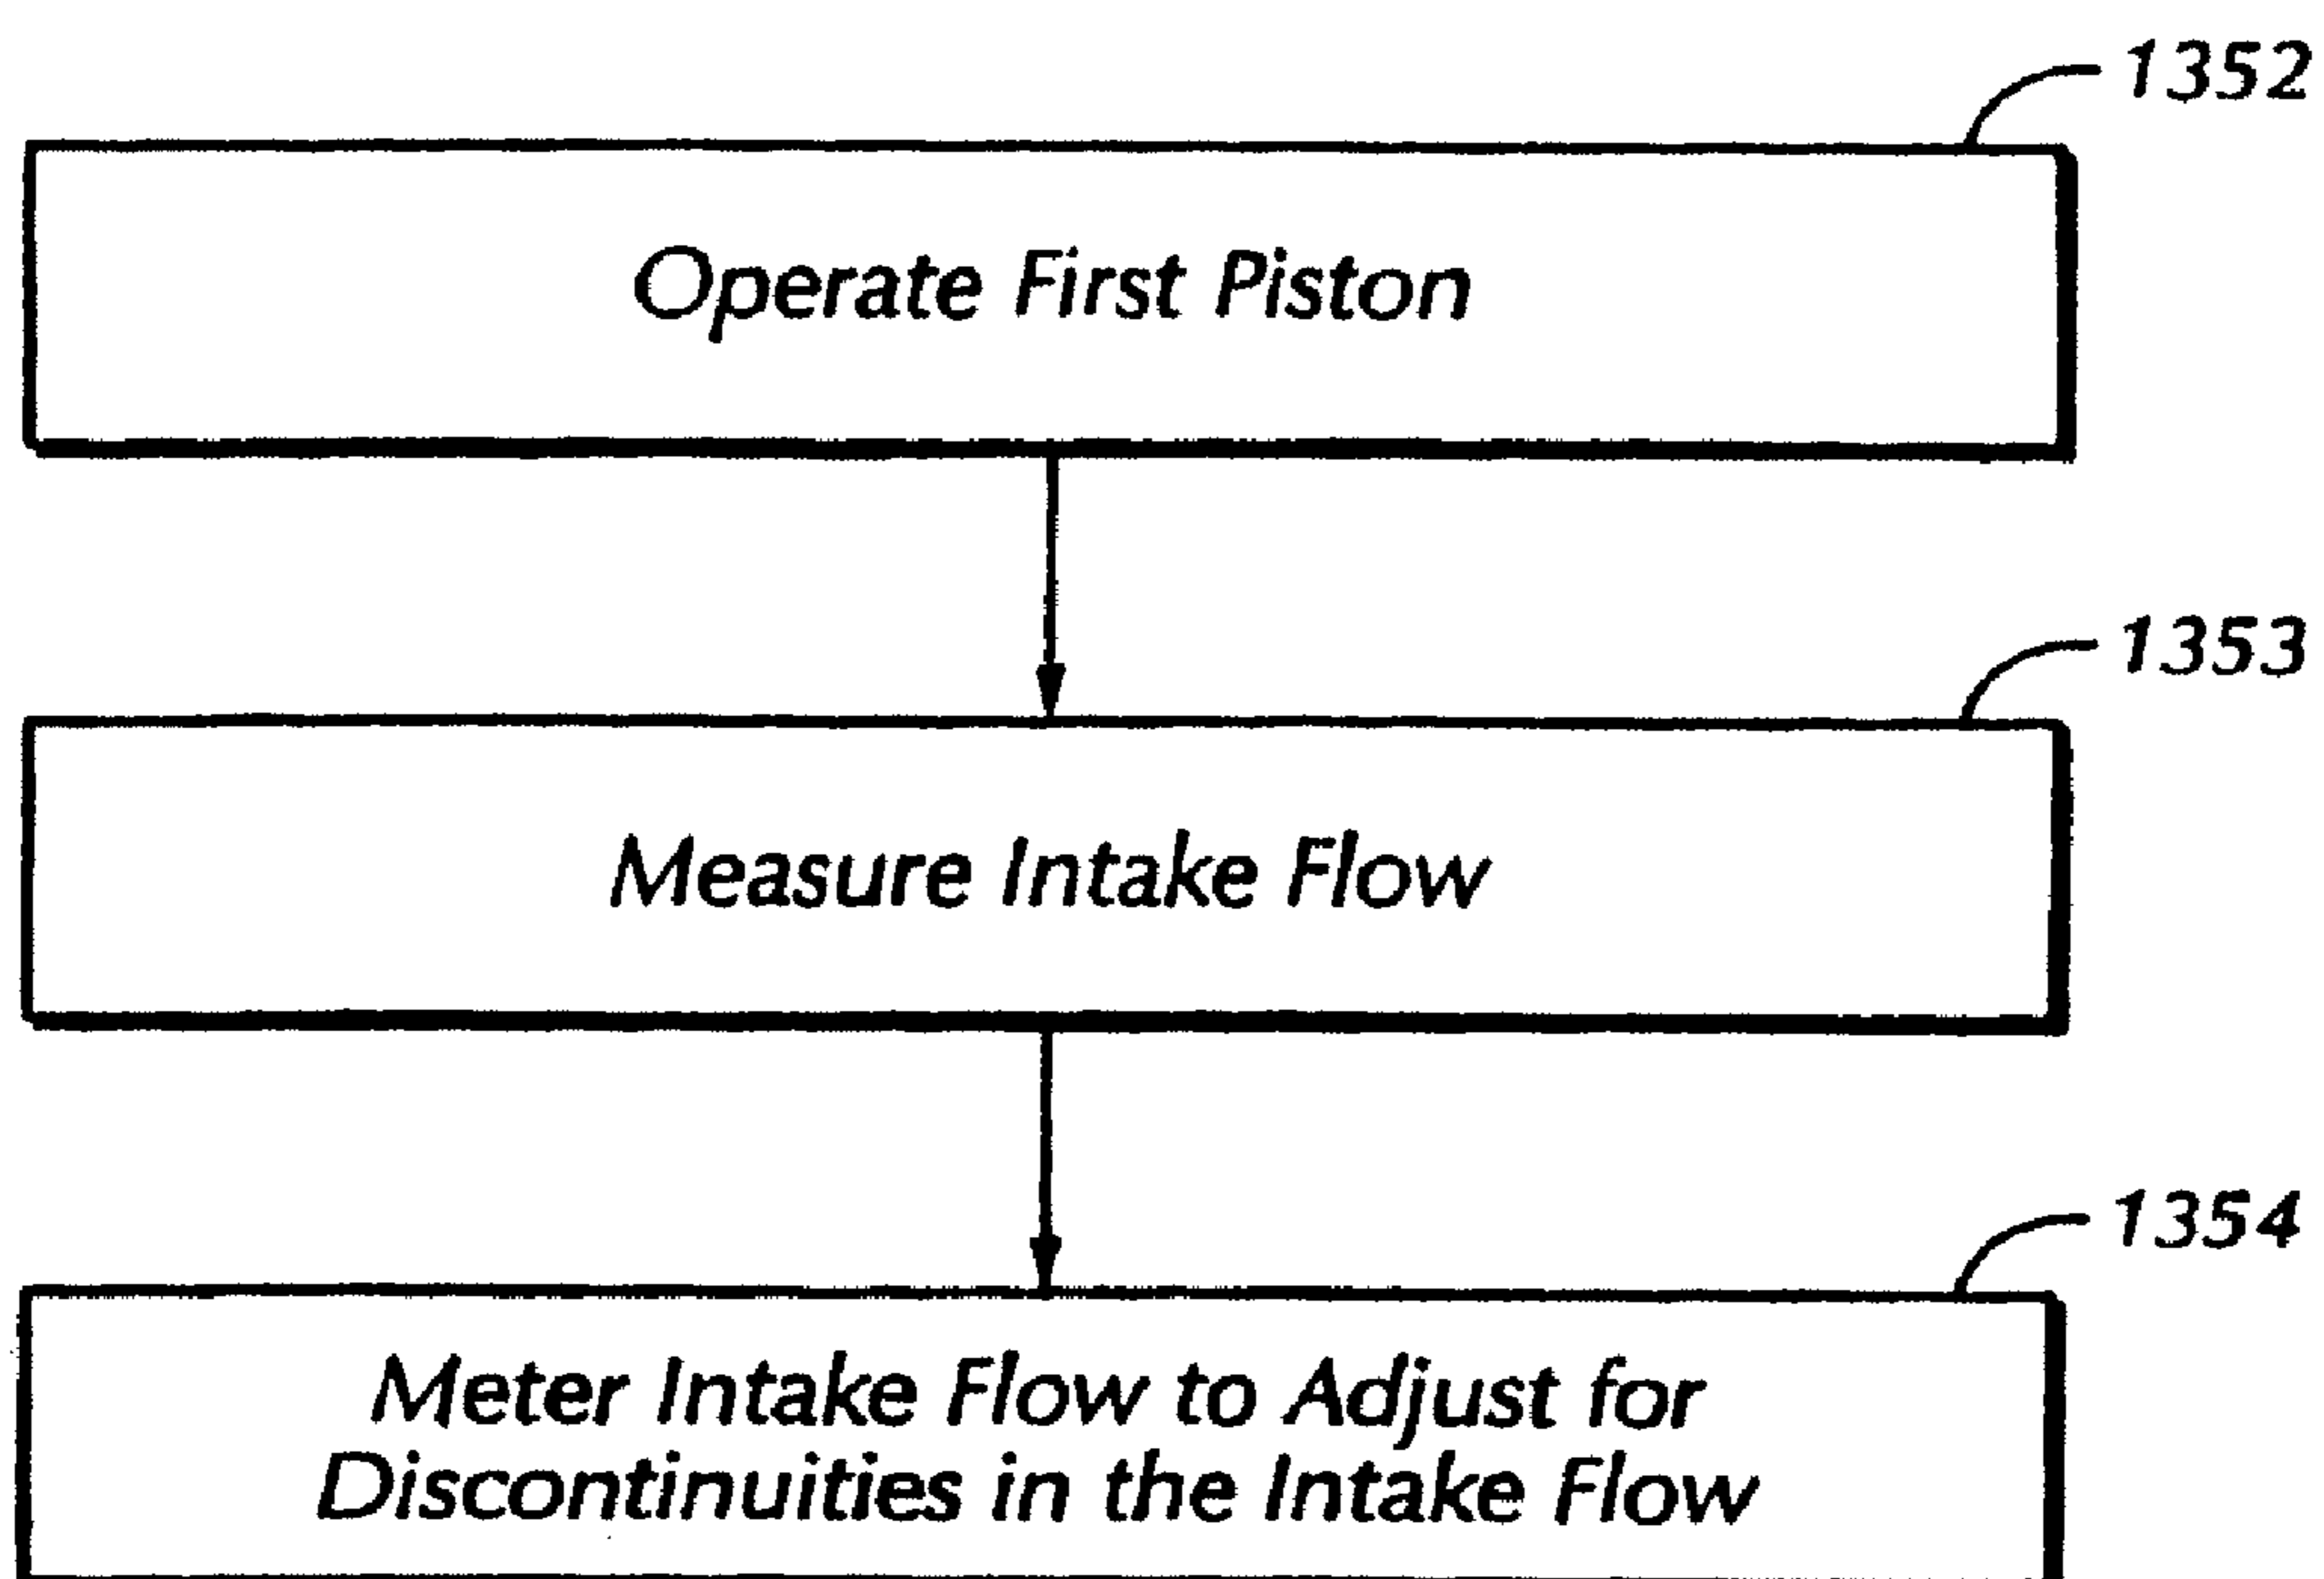 1352
Operate First Piston
1353
Measure Intake Flow
1354
Meter Intake Flow to Adjust for
Discontinuities in the Intake Flow